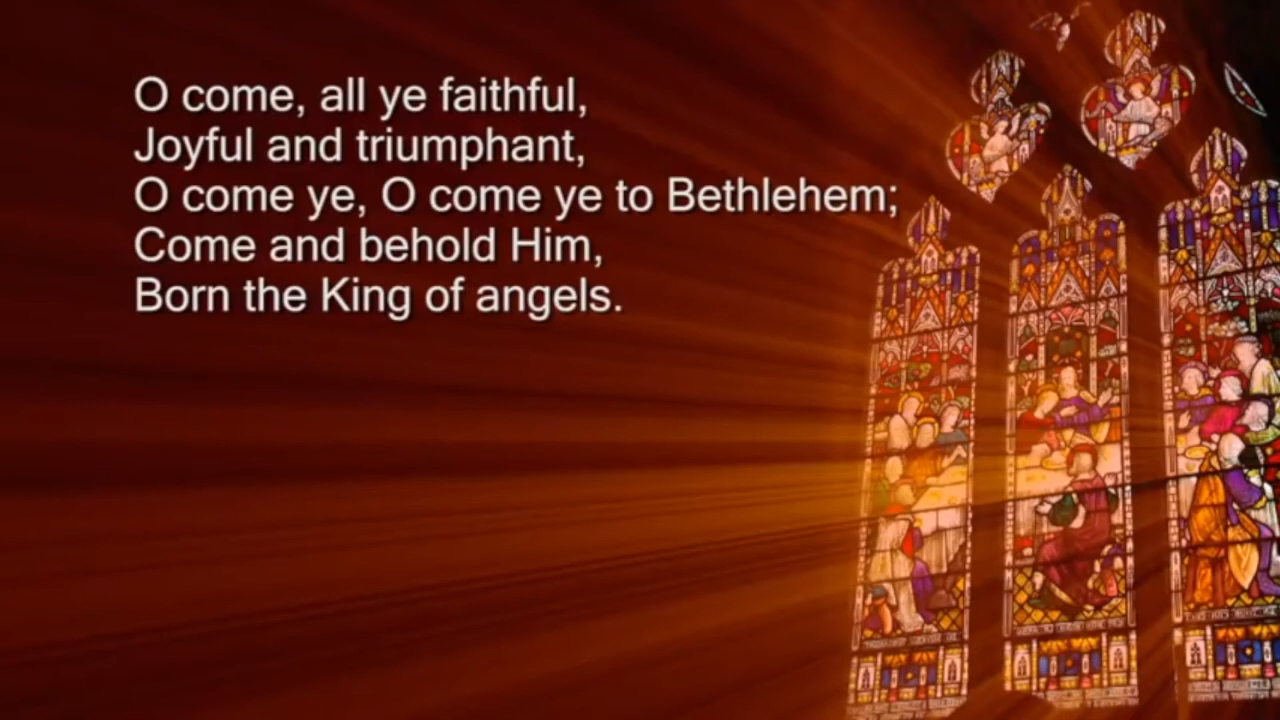 O come, all ye faithful,
Joyful and triumphant,
O come ye, O come ye to Bethlehem;
Come and behold Him,
Born the King of angels.